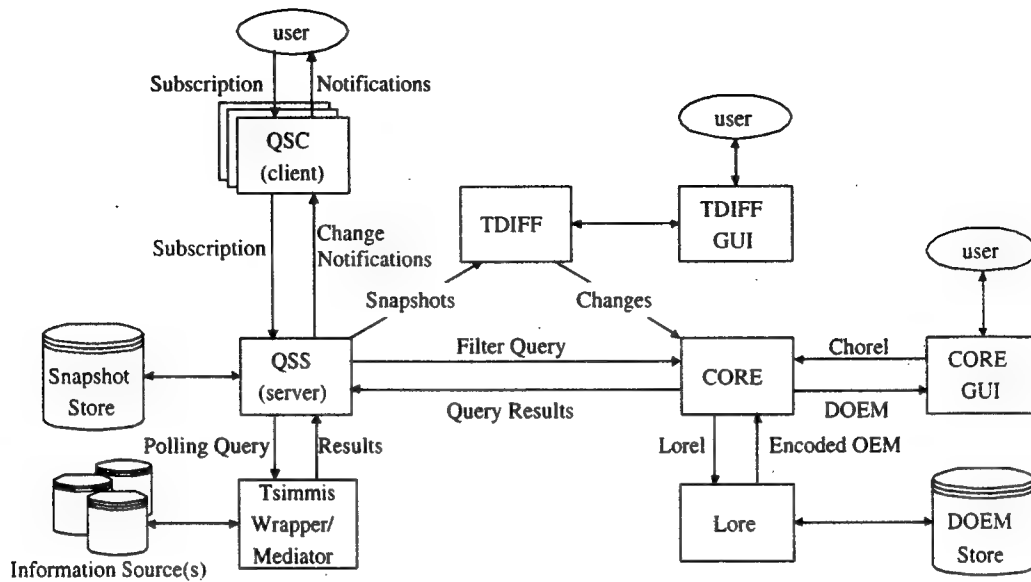 user
Subscription
Notifications
QSC
(client)
user
TDIFF
TDIFF
GUI
Subscription
Change
Notifications
user
Snapshots
Changes
Snapshot
Store
QSS
(server)
Filter Query
Query Results
CORE
Chorel
DOEM
CORE
GUI
Polling Query
Results
Lorel
Encoded OEM
Tsimmis
Wrapper/
Mediator
Lore
DOEM
Store
Information Source(s)